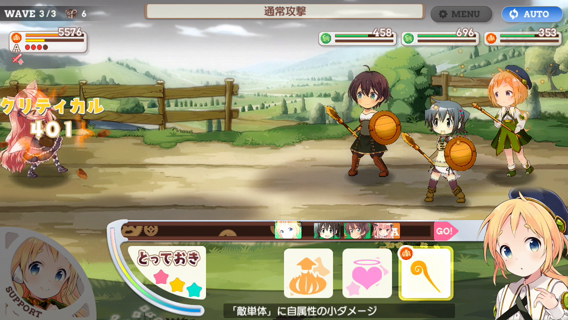 WAVE 3/3 6
通常攻撃
MENU
AUTO
5576
A
458
696
353
クリティカル
401
A
GO!
とっておき
SUPPORT
「敵単体」に自属性の小ダメージ